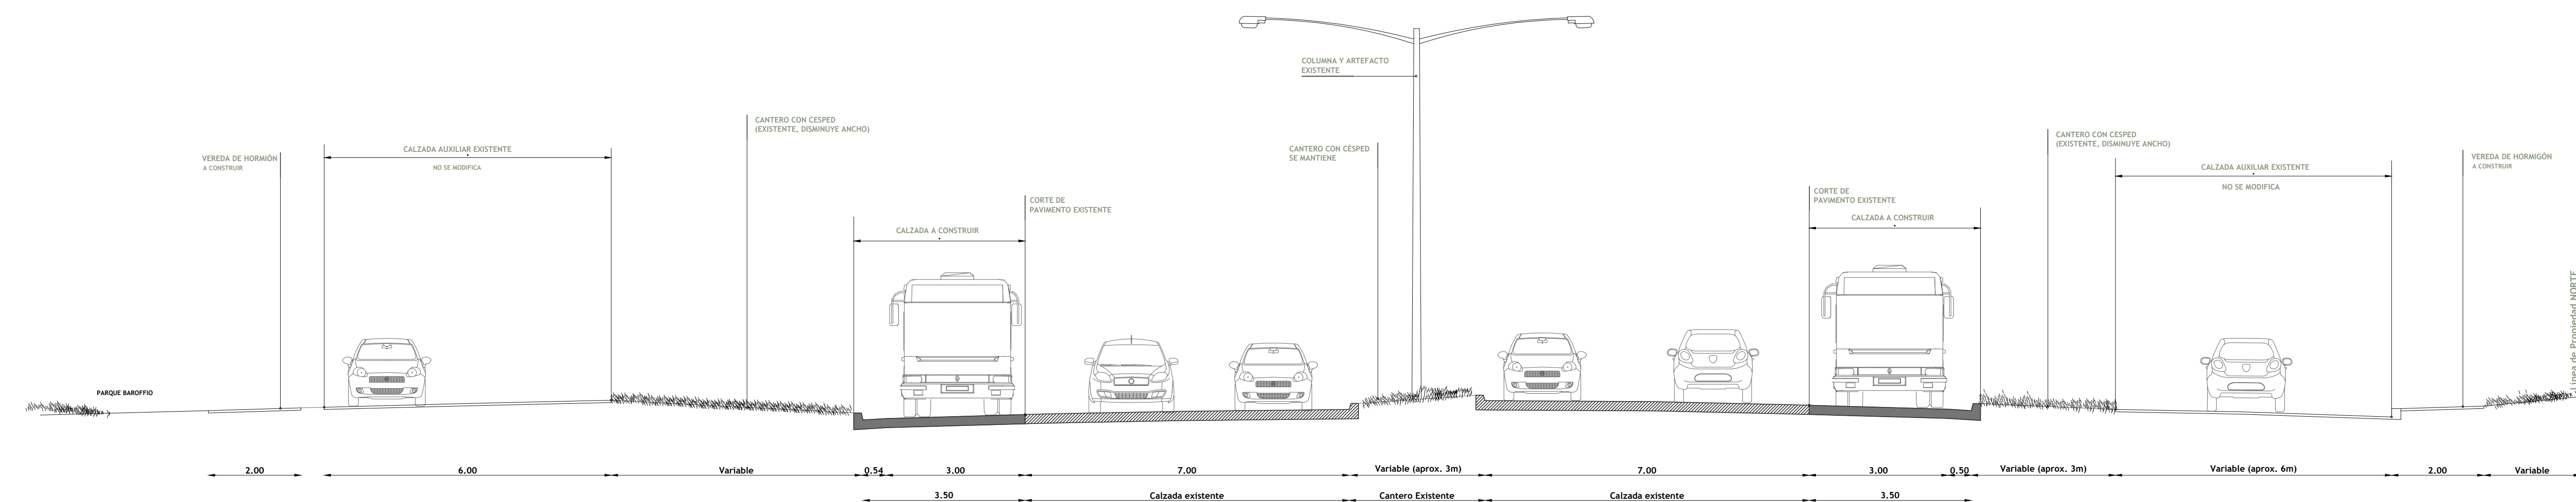 COLUMNA Y ARTEFACTO
EXISTENTE
CANTERO CON CESPED
(EXISTENTE, DISMINUYE ANCHO)
CANTERO CON CESPED
(EXISTENTE, DISMINUYE ANCHO)
CALZADA AUXILIAR EXISTENTE
NO SE MODIFICA
VEREDA DE HORMIÓN
A CONSTRUIR
CANTERO CON CÉSPED
SE MANTIENE
VEREDA DE HORMIGÓN
A CONSTRUIR
CALZADA AUXILIAR EXISTENTE
NO SE MODIFICA
CORTE DE
PAVIMENTO EXISTENTE
CORTE DE
PAVIMENTO EXISTENTE
CALZADA A CONSTRUIR
CALZADA A CONSTRUIR
Línea de Propiedad NORTE
PARQUE BAROFFIO
2.00
6.00
Variable
0.54
3.00
7.00
Variable (aprox. 3m)
7.00
3.00
0.50
Variable (aprox. 3m)
Variable (aprox. 6m)
2.00
Variable
3.50
Calzada existente
Cantero Existente
Calzada existente
3.50